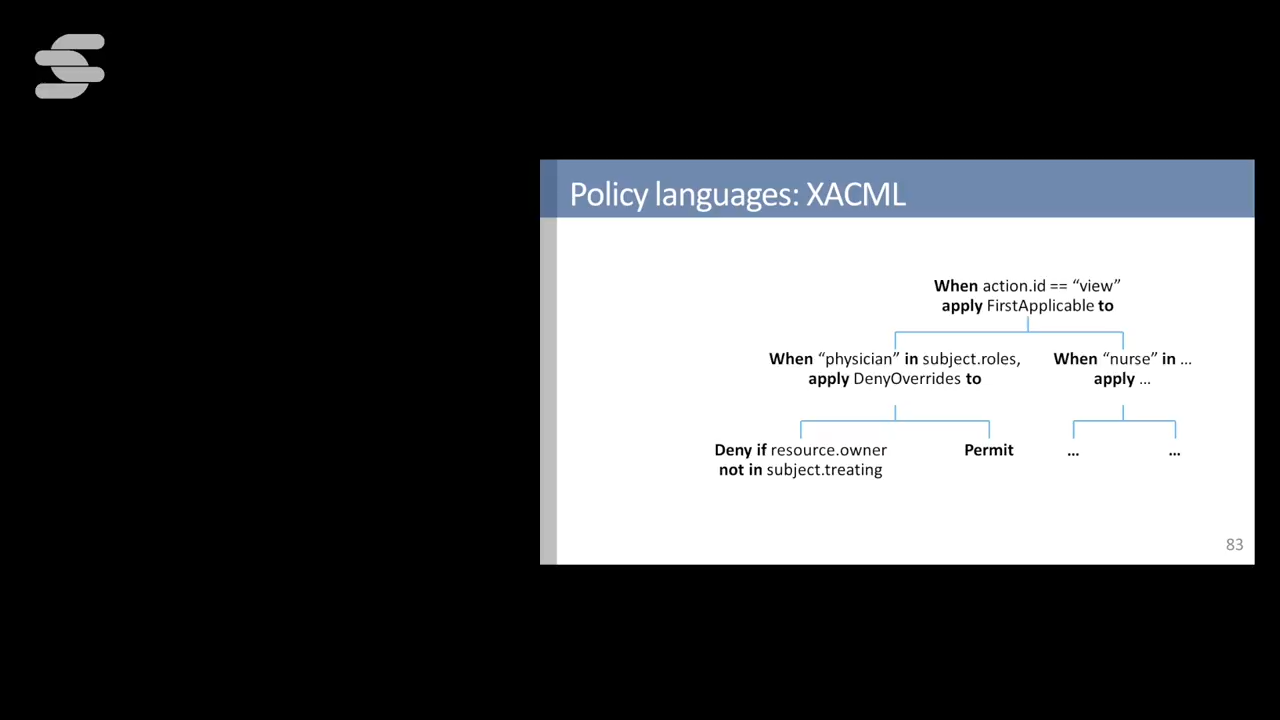 Policy languages: XACML
When action.id == “view”
apply FirstApplicable to
When “physician” in subject.roles,
apply DenyOverrides to
When “nurse” in ...
apply ...
Deny if resource.owner
not in subject.treating
Permit
...
...
83